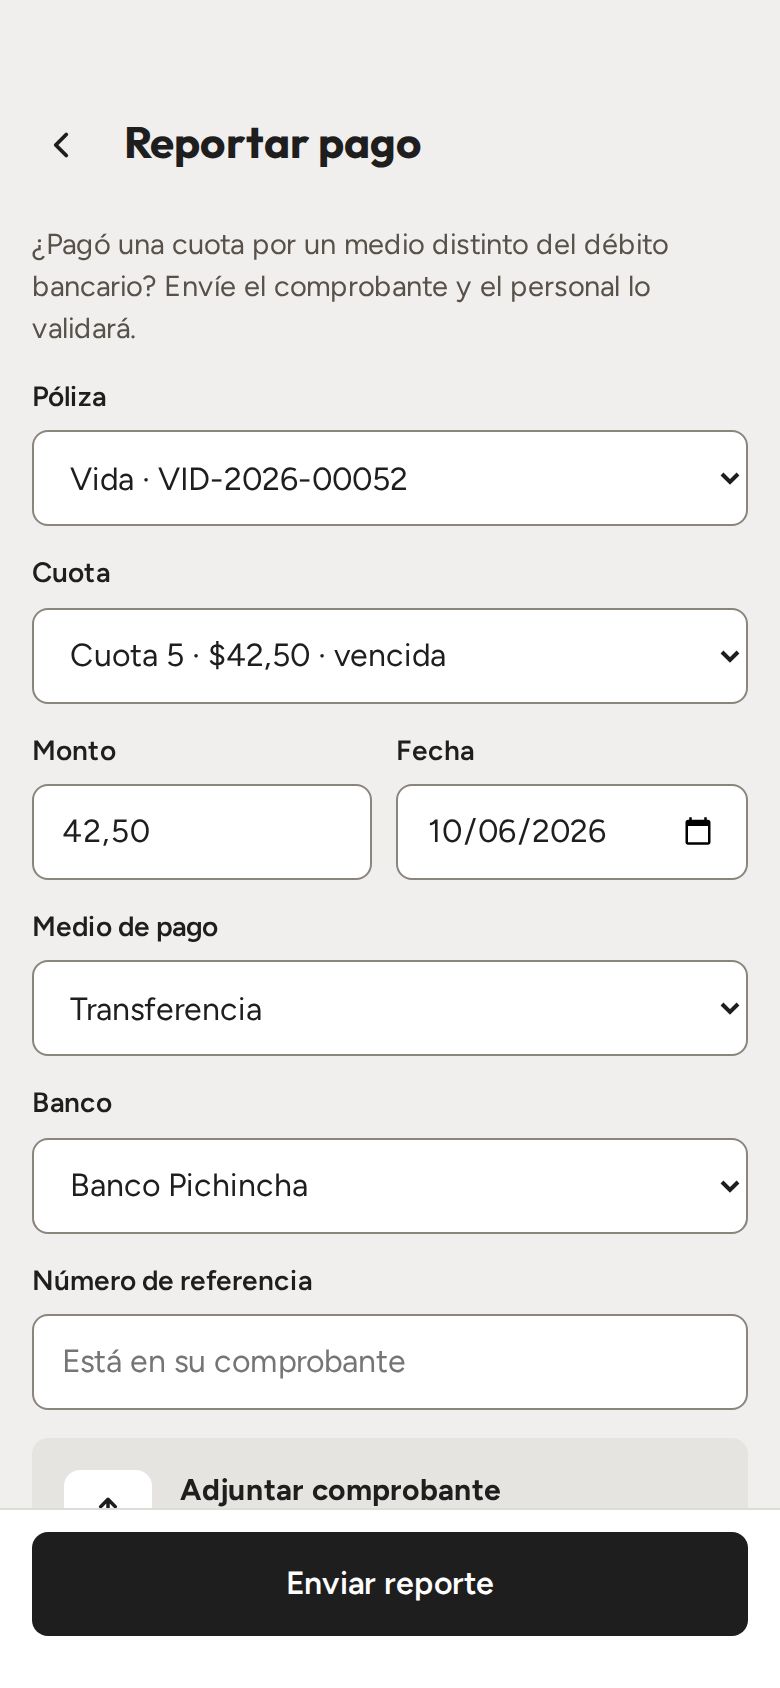 Reportar pago
¿Pagó una cuota por un medio distinto del débito
bancario? Envíe el comprobante y el personal lo
validará.
Póliza
Vida · VID-2026-00052
Cuota
Cuota 5 · $42,50 · vencida
Monto
Fecha
42,50
10/06/2026
Medio de pago
Transferencia
Banco
Banco Pichincha
Número de referencia
Está en su comprobante
Adjuntar comprobante
Enviar reporte